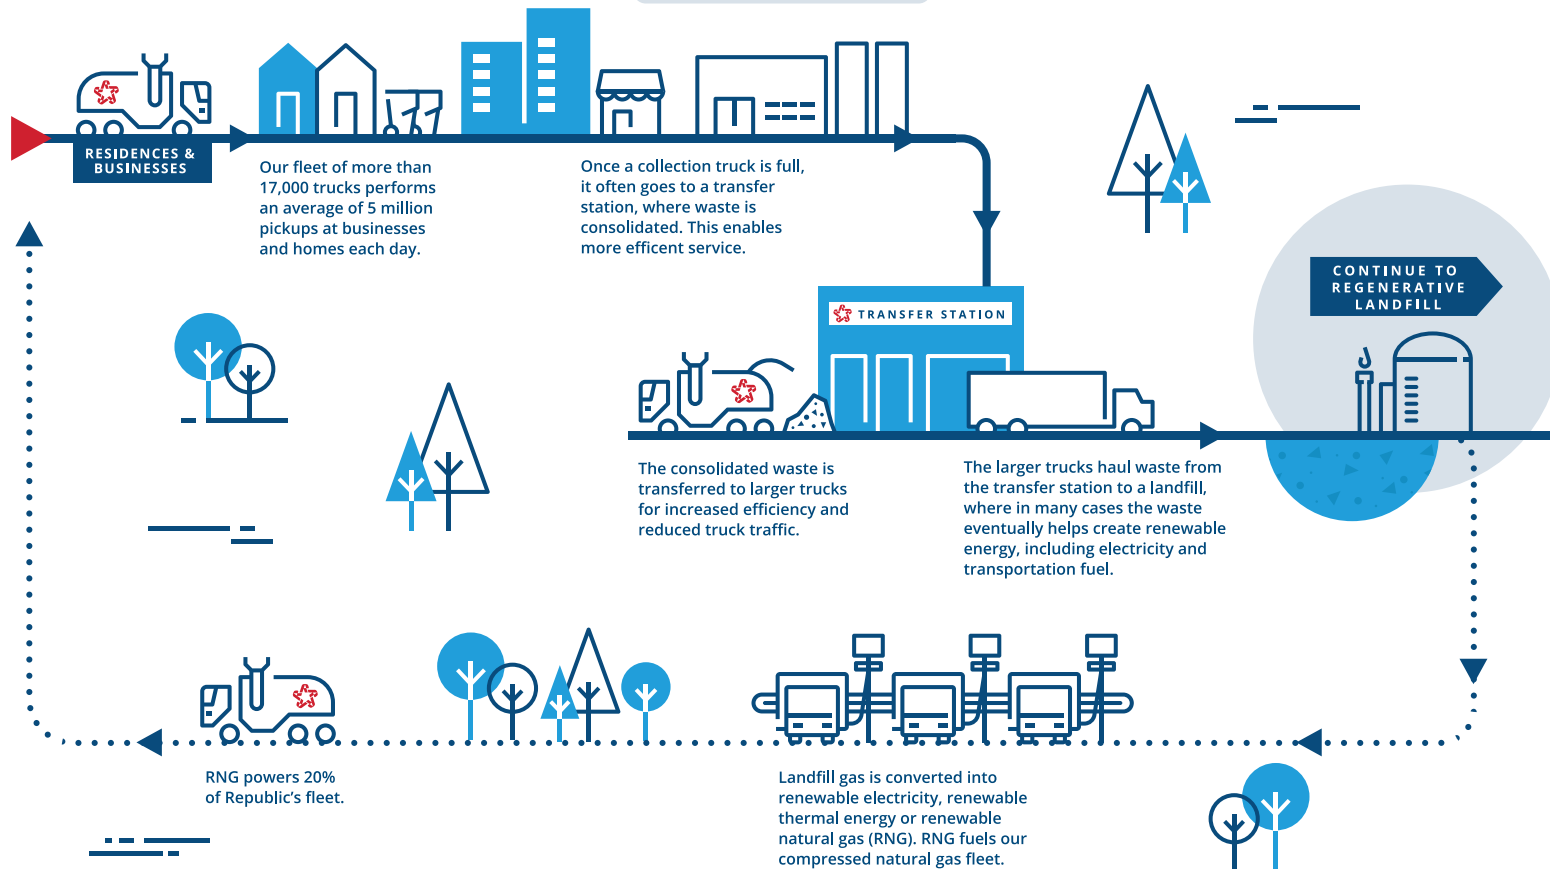 RESIDENCES &
BUSINESSES
Our fleet of more than
17,000 trucks performs
an average of 5 million
pickups at businesses
and homes each day.
Once a collection truck is full,
it often goes to a transfer
station, where waste is
consolidated. This enables
more efficent service.
CONTINUE TO
REGENERATIVE
LANDFILL
TRANSFER STATION
The consolidated waste is
transferred to larger trucks
for increased efficiency and
reduced truck traffic.
The larger trucks haul waste from
the transfer station to a landfill,
where in many cases the waste
eventually helps create renewable
energy, including electricity and
transportation fuel.
RNG powers 20%
of Republic’s fleet.
Landfill gas is converted into
renewable electricity, renewable
thermal energy or renewable
natural gas (RNG). RNG fuels our
compressed natural gas fleet.